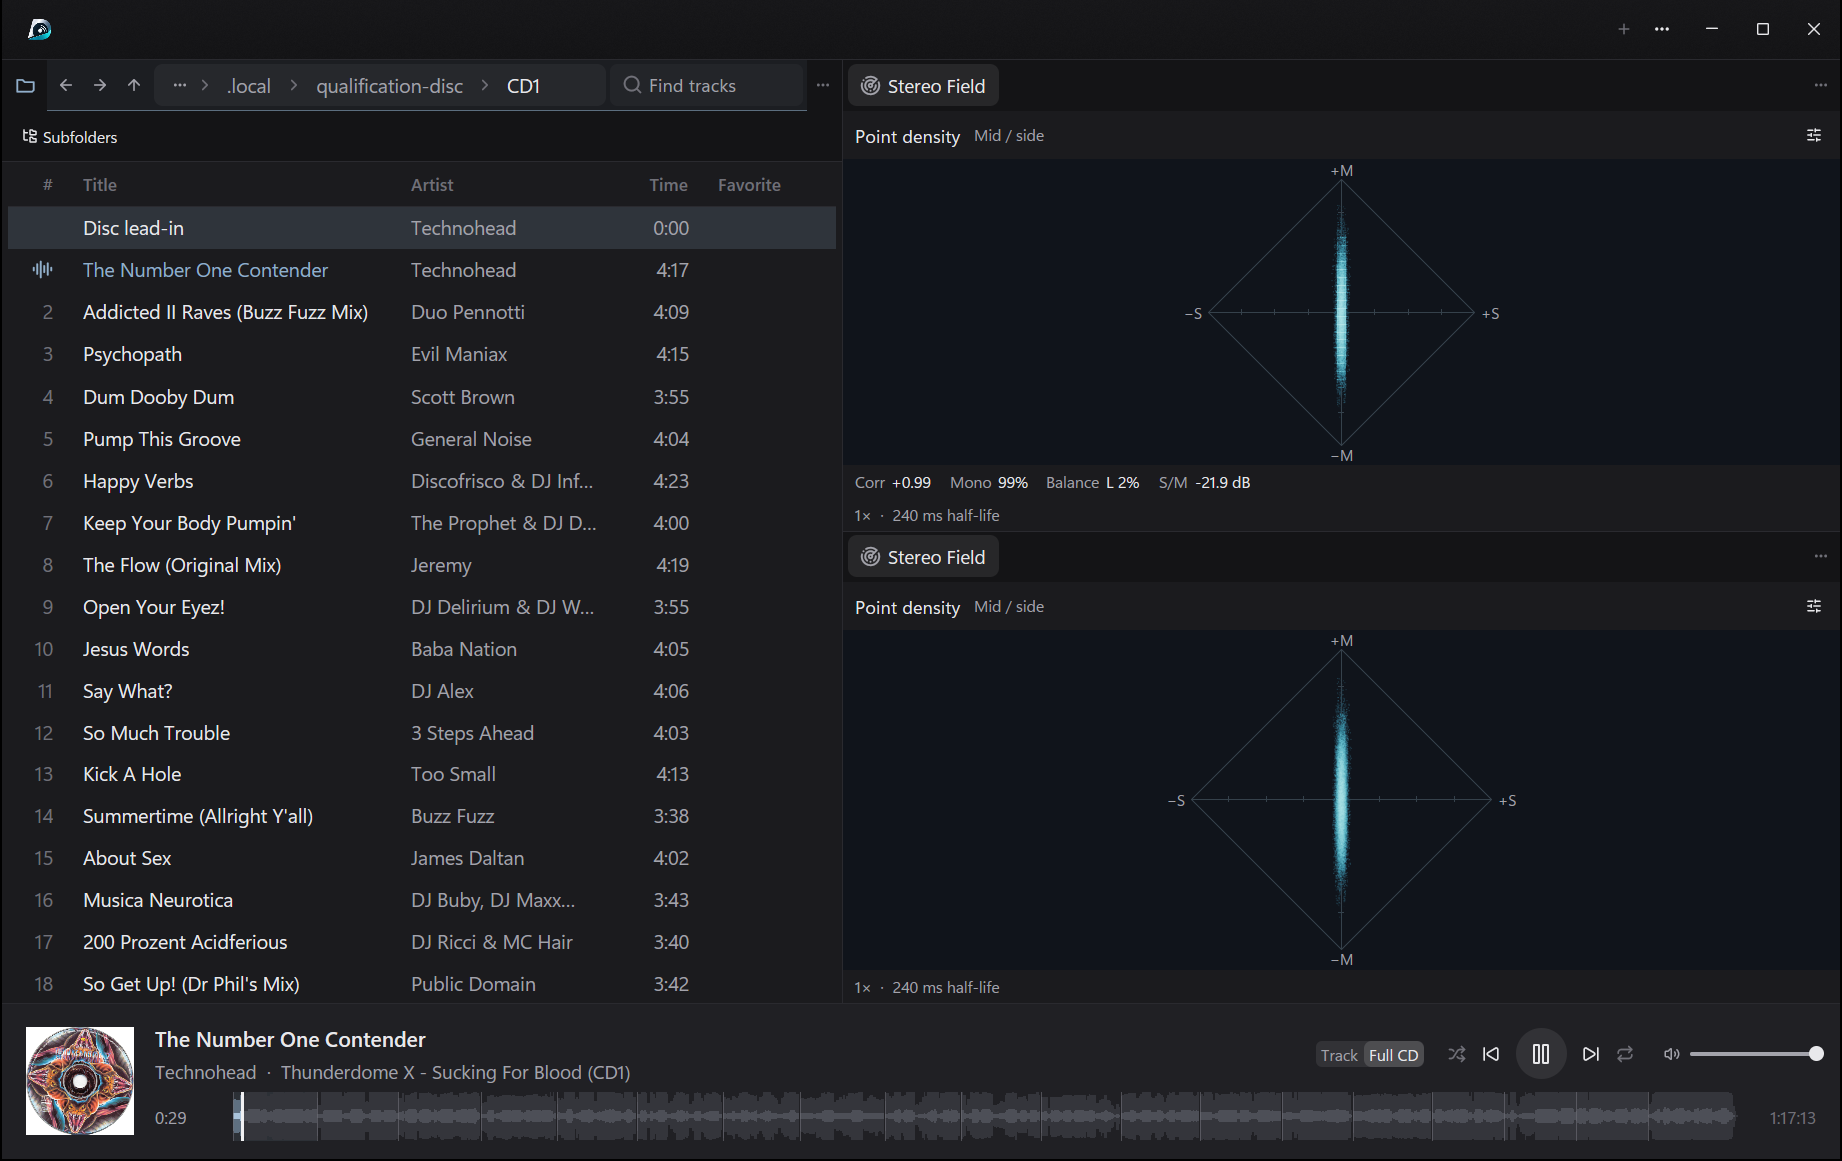 ··· > .local > qualification-disc > CD1
Find tracks
···
Subfolders
# Title Artist Time Favorite
Disc lead-in Technohead 0:00
The Number One Contender Technohead 4:17
2 Addicted II Raves (Buzz Fuzz Mix) Duo Pennotti 4:09
3 Psychopath Evil Maniax 4:15
4 Dum Dooby Dum Scott Brown 3:55
5 Pump This Groove General Noise 4:04
6 Happy Verbs Discofrisco & DJ Inf... 4:23
7 Keep Your Body Pumpin' The Prophet & DJ D... 4:00
8 The Flow (Original Mix) Jeremy 4:19
9 Open Your Eyez! DJ Delirium & DJ W... 3:55
10 Jesus Words Baba Nation 4:05
11 Say What? DJ Alex 4:06
12 So Much Trouble 3 Steps Ahead 4:03
13 Kick A Hole Too Small 4:13
14 Summertime (Allright Y'all) Buzz Fuzz 3:38
15 About Sex James Daltan 4:02
16 Musica Neurotica DJ Buby, DJ Maxx... 3:43
17 200 Prozent Acidferious DJ Ricci & MC Hair 3:40
18 So Get Up! (Dr Phil's Mix) Public Domain 3:42
Stereo Field
Point density Mid / side
+M
−S +S
−M
Corr +0.99 Mono 99% Balance L 2% S/M -21.9 dB
1× · 240 ms half-life
Stereo Field
Point density Mid / side
+M
−S +S
−M
1× · 240 ms half-life
The Number One Contender
Technohead · Thunderdome X - Sucking For Blood (CD1)
Track Full CD
0:29 1:17:13